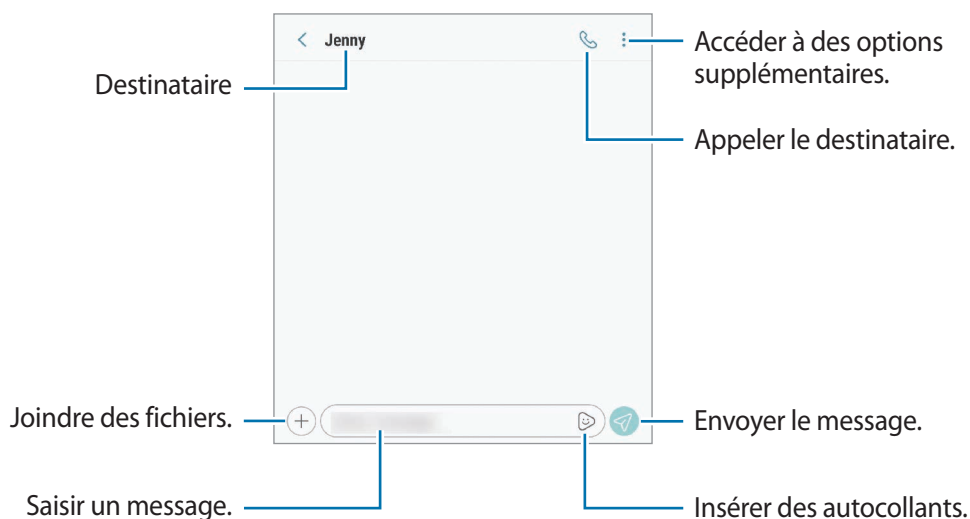 Jenny
Accéder à des options
supplémentaires.
Destinataire
Appeler le destinataire.
Joindre des fichiers.
Envoyer le message.
Saisir un message.
Insérer des autocollants.